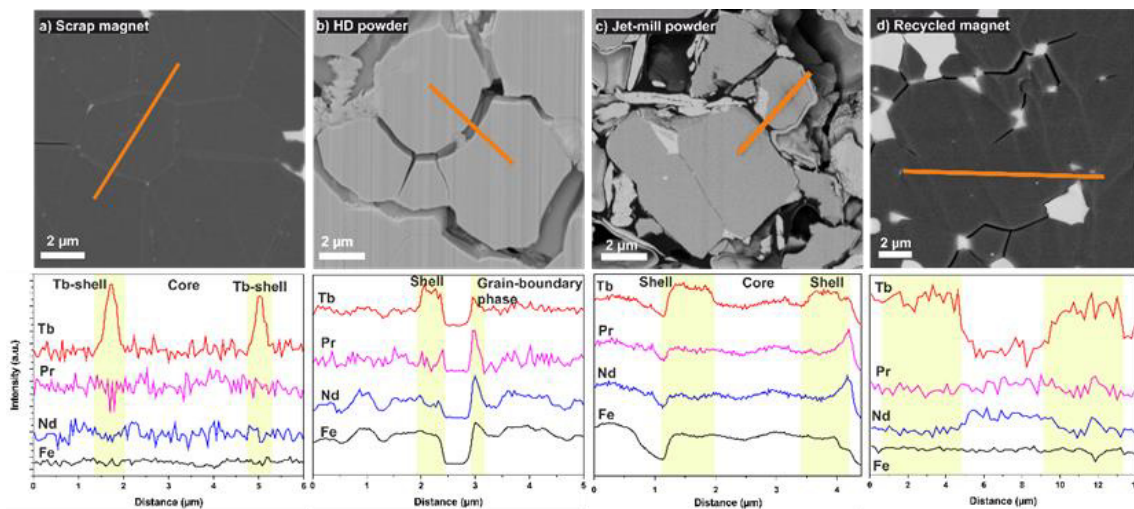 a) Scrap magnet
2 µm
b) HD powder
2 µm
c) Jet-mill powder
2 µm
d) Recycled magnet
2 µm
Intensity (a.u.)
Tb-shell Core Tb-shell
Tb
Pr
Nd
Fe
0 1 2 3 4 5 6
Distance (µm)
Shell Grain-boundary
phase
Tb
Pr
Nd
Fe
0 1 2 3 4 5
Distance (µm)
Shell Core Shell
Tb
Pr
Nd
Fe
0 1 2 3 4
Distance (µm)
Tb
Pr
Nd
Fe
0 2 4 6 8 10 12 14
Distance (µm)